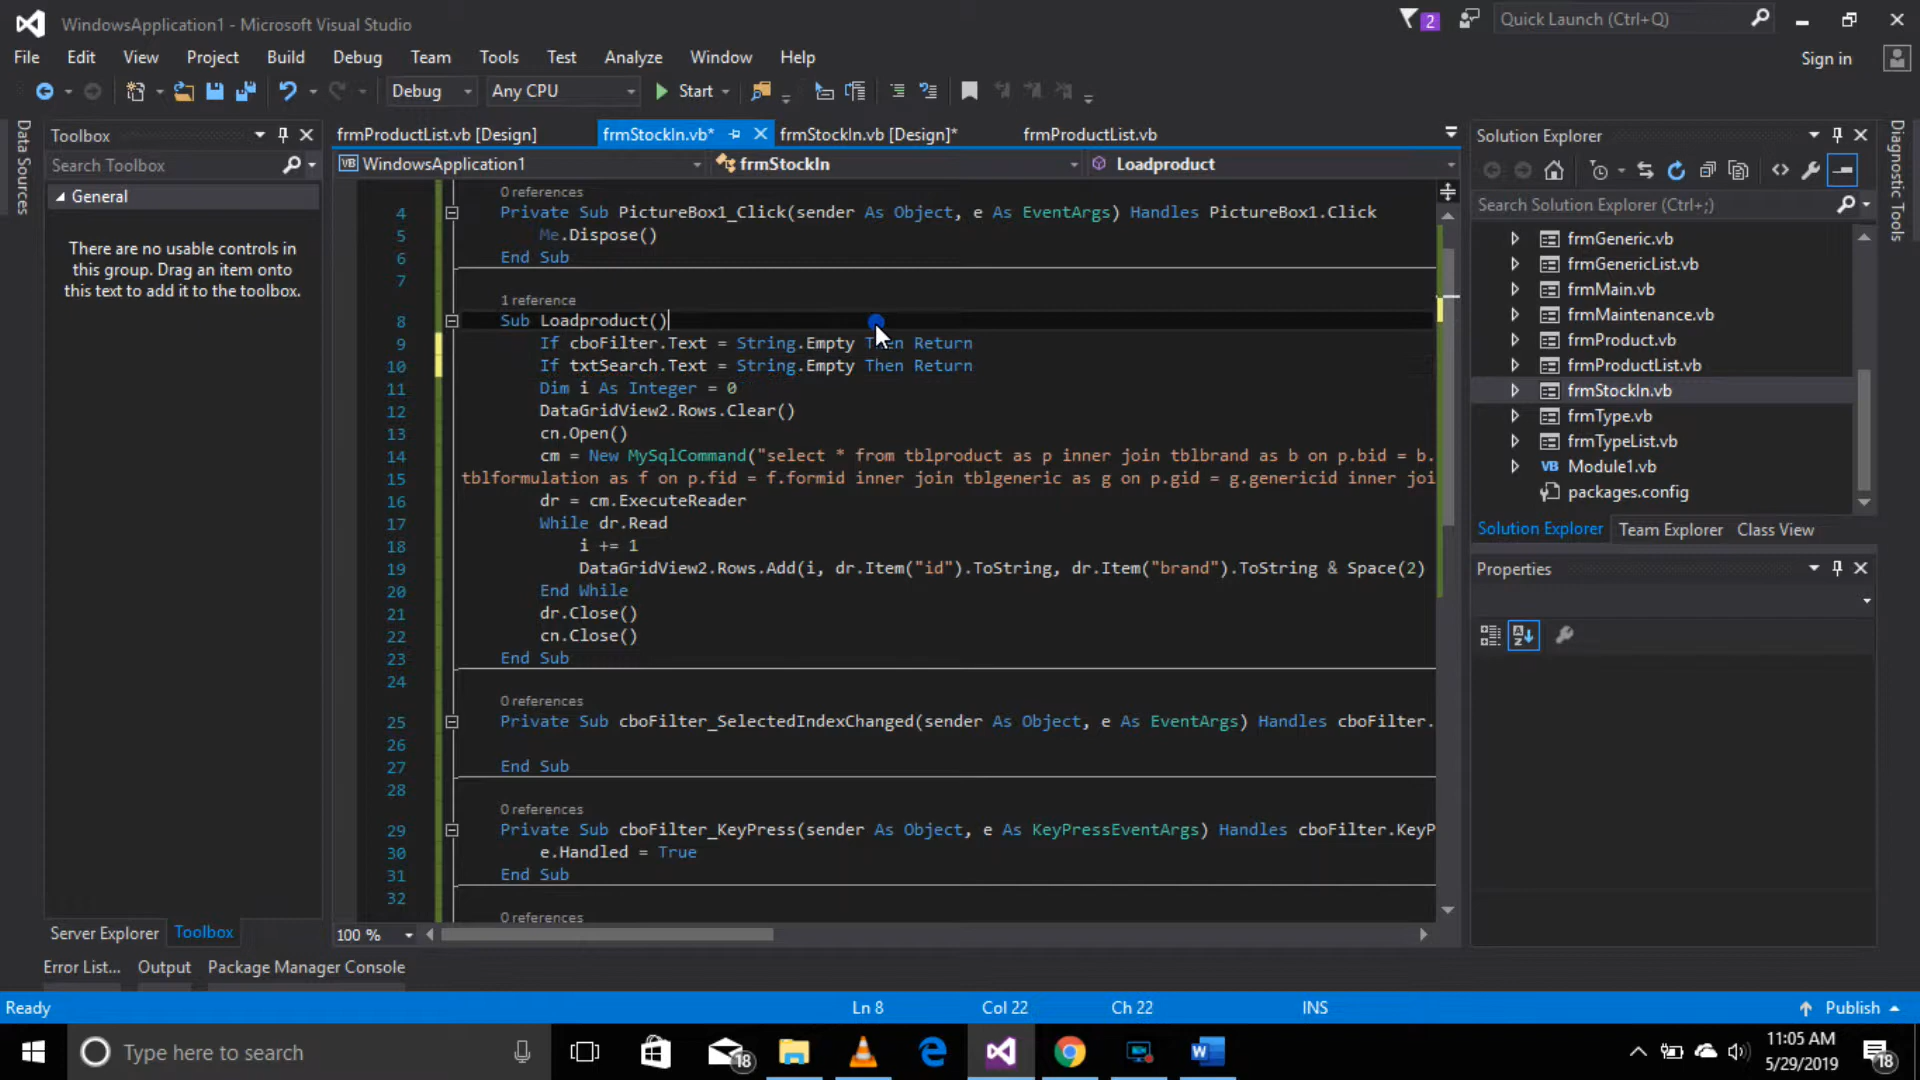 WindowsApplication1 - Microsoft Visual Studio
2
Quick Launch (Ctrl+Q)
File Edit View Project Build Debug Team Tools Test Analyze Window Help
Sign in
Debug Any CPU Start
Data Sources
Toolbox
Search Toolbox
General
There are no usable controls in
this group. Drag an item onto
this text to add it to the toolbox.
Server Explorer Toolbox
frmProductList.vb [Design] frmStockIn.vb* frmStockIn.vb [Design]* frmProductList.vb
WindowsApplication1 frmStockIn Loadproduct
0 references
4 Private Sub PictureBox1_Click(sender As Object, e As EventArgs) Handles PictureBox1.Click
5 Me.Dispose()
6 End Sub
7
1 reference
8 Sub Loadproduct()
9 If cboFilter.Text = String.Empty Then Return
10 If txtSearch.Text = String.Empty Then Return
11 Dim i As Integer = 0
12 DataGridView2.Rows.Clear()
13 cn.Open()
14 cm = New MySqlCommand("select * from tblproduct as p inner join tblbrand as b on p.bid = b.
15 tblformulation as f on p.fid = f.formid inner join tblgeneric as g on p.gid = g.genericid inner joi
16 dr = cm.ExecuteReader
17 While dr.Read
18 i += 1
19 DataGridView2.Rows.Add(i, dr.Item("id").ToString, dr.Item("brand").ToString & Space(2)
20 End While
21 dr.Close()
22 cn.Close()
23 End Sub
24
0 references
25 Private Sub cboFilter_SelectedIndexChanged(sender As Object, e As EventArgs) Handles cboFilter.
26
27 End Sub
28
0 references
29 Private Sub cboFilter_KeyPress(sender As Object, e As KeyPressEventArgs) Handles cboFilter.KeyP
30 e.Handled = True
31 End Sub
32
0 references
100 %
Solution Explorer
Search Solution Explorer (Ctrl+;)
frmGeneric.vb
frmGenericList.vb
frmMain.vb
frmMaintenance.vb
frmProduct.vb
frmProductList.vb
frmStockIn.vb
frmType.vb
frmTypeList.vb
VB Module1.vb
packages.config
Solution Explorer Team Explorer Class View
Properties
Diagnostic Tools
Error List... Output Package Manager Console
Ready Ln 8 Col 22 Ch 22 INS Publish
Type here to search
18
11:05 AM
5/29/2019
18